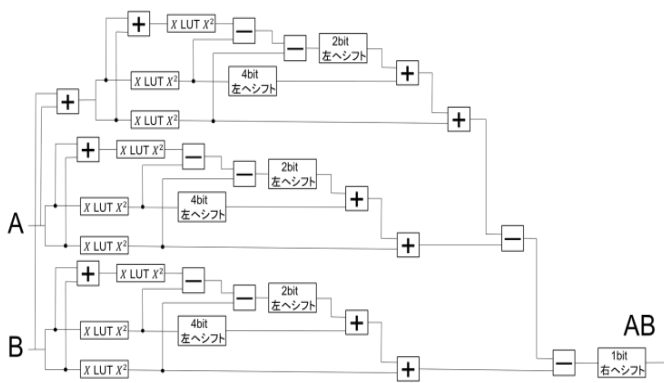 +
X LUT X²
−
−
2bit
左へシフト
+
X LUT X²
4bit
左へシフト
+
+
X LUT X²
+
X LUT X²
−
−
2bit
左へシフト
X LUT X²
4bit
左へシフト
+
A
X LUT X²
+
−
+
X LUT X²
−
−
2bit
左へシフト
X LUT X²
4bit
左へシフト
+
B
X LUT X²
+
−
1bit
右へシフト
AB